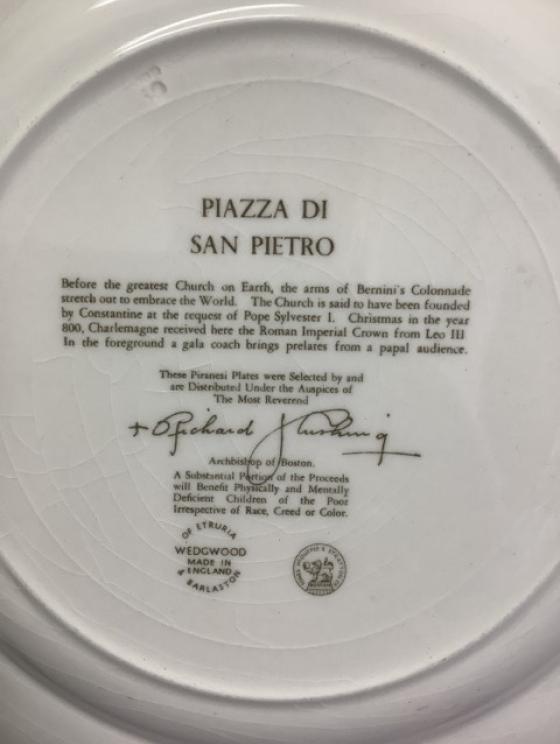 PIAZZA DI
SAN PIETRO
Before the greatest Church on Earth, the arms of Bernini's Colonnade
stretch out to embrace the World. The Church is said to have been founded
by Constantine at the request of Pope Sylvester I. Christmas in the year
800, Charlemagne received here the Roman Imperial Crown from Leo III
In the foreground a gala coach brings prelates from a papal audience.
These Piranesi Plates were Selected by and
are Distributed Under the Auspices of
The Most Reverend
+ Richard J Cushing
Archbishop of Boston.
A Substantial Portion of the Proceeds
will Benefit Physically and Mentally
Deficient Children of the Poor
Irrespective of Race, Creed or Color.
OF ETRURIA
WEDGWOOD
MADE IN
ENGLAND
& BARLASTON